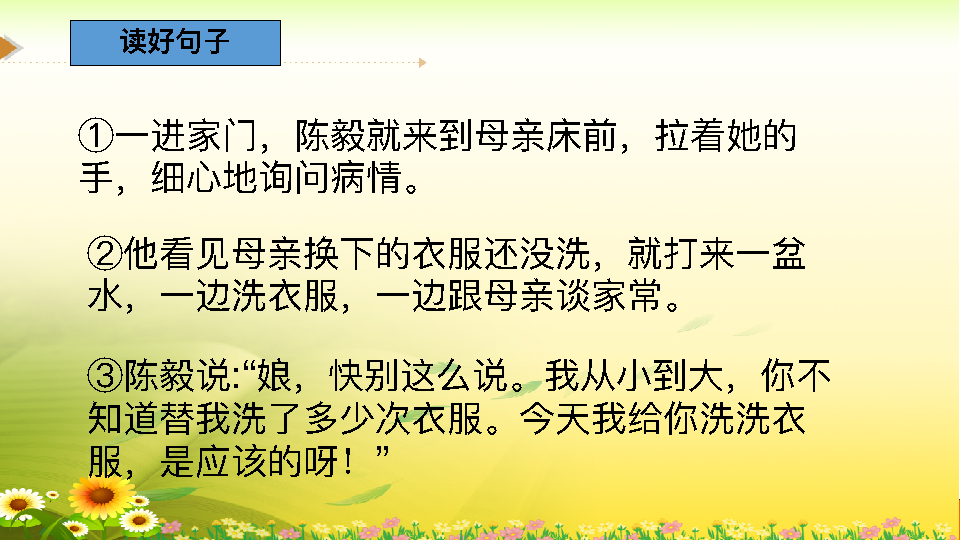 读好句子
①一进家门，陈毅就来到母亲床前，拉着她的
手，细心地询问病情。
②他看见母亲换下的衣服还没洗，就打来一盆
水，一边洗衣服，一边跟母亲谈家常。
③陈毅说:“娘，快别这么说。我从小到大，你不
知道替我洗了多少次衣服。今天我给你洗洗衣
服，是应该的呀！”